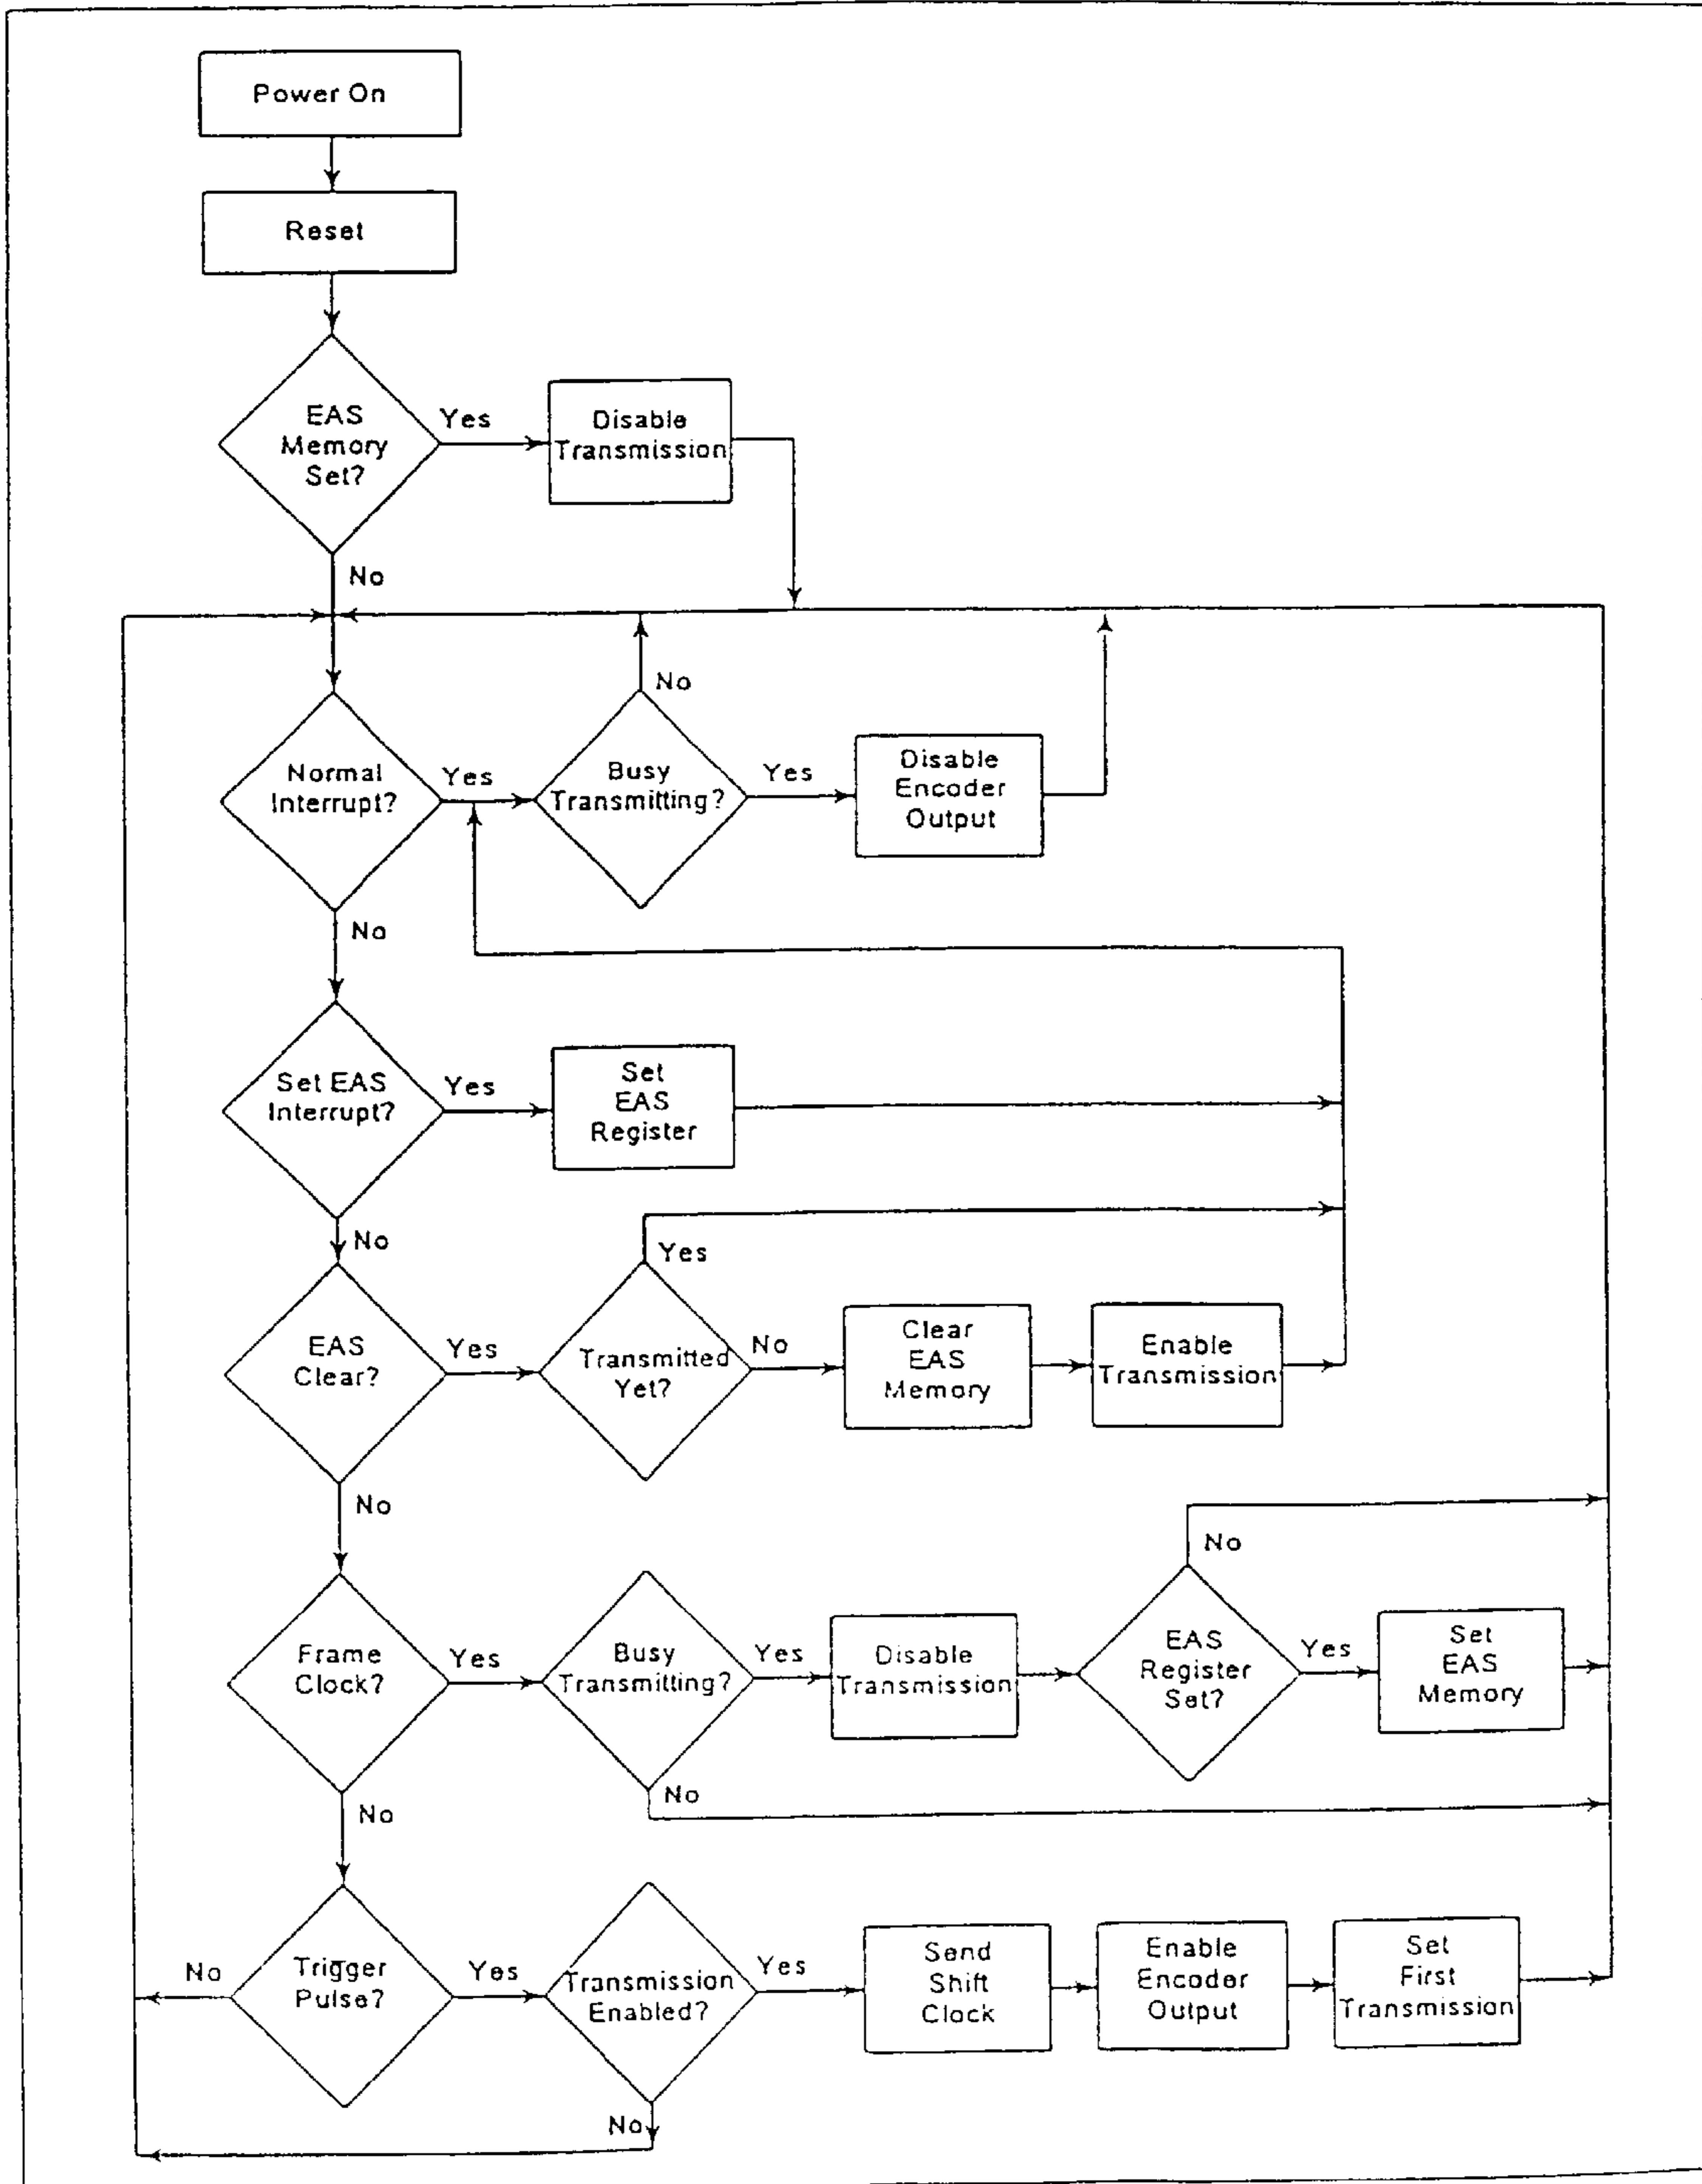 Power On
Reset
EAS
Memory
Set?
Yes
Disable
Transmission
No
Normal
Interrupt?
Yes
Busy
Transmitting?
No
Yes
Disable
Encoder
Output
No
Set EAS
Interrupt?
Yes
Set
EAS
Register
No
EAS
Clear?
Yes
Transmitted
Yet?
Yes
No
Clear
EAS
Memory
Enable
Transmission
No
Frame
Clock?
Yes
Busy
Transmitting?
Yes
Disable
Transmission
EAS
Register
Set?
No
Yes
Set
EAS
Memory
No
No
Trigger
Pulse?
No
Yes
Transmission
Enabled?
Yes
Send
Shift
Clock
Enable
Encoder
Output
Set
First
Transmission
No